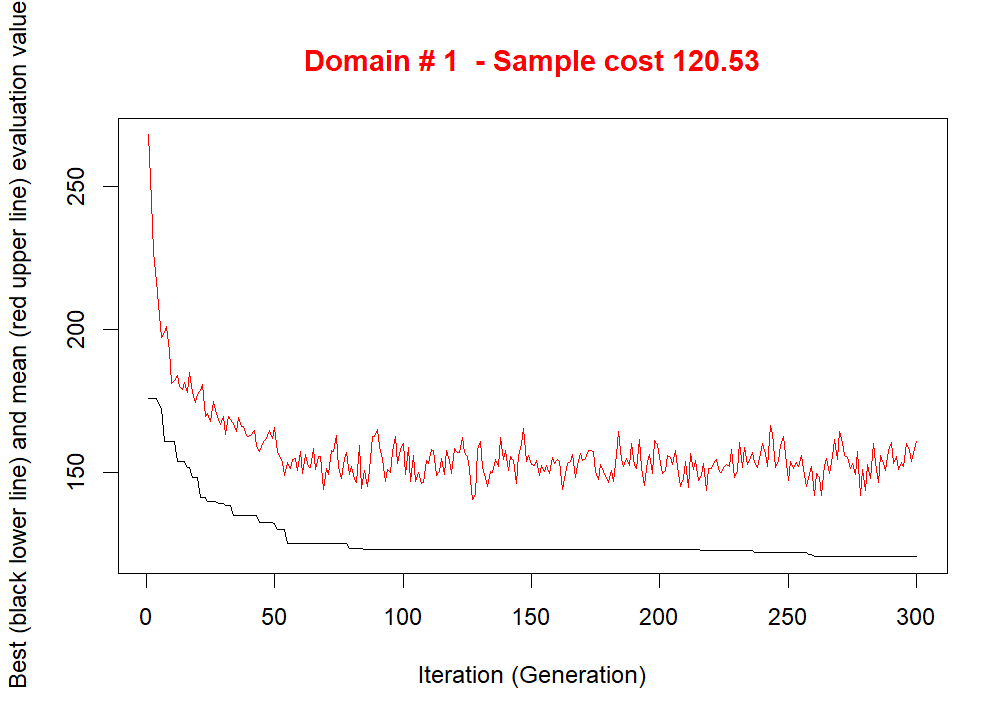 Domain # 1  - Sample cost 120.53
Best (black lower line) and mean (red upper line) evaluation value
250
200
150
0 50 100 150 200 250 300
Iteration (Generation)